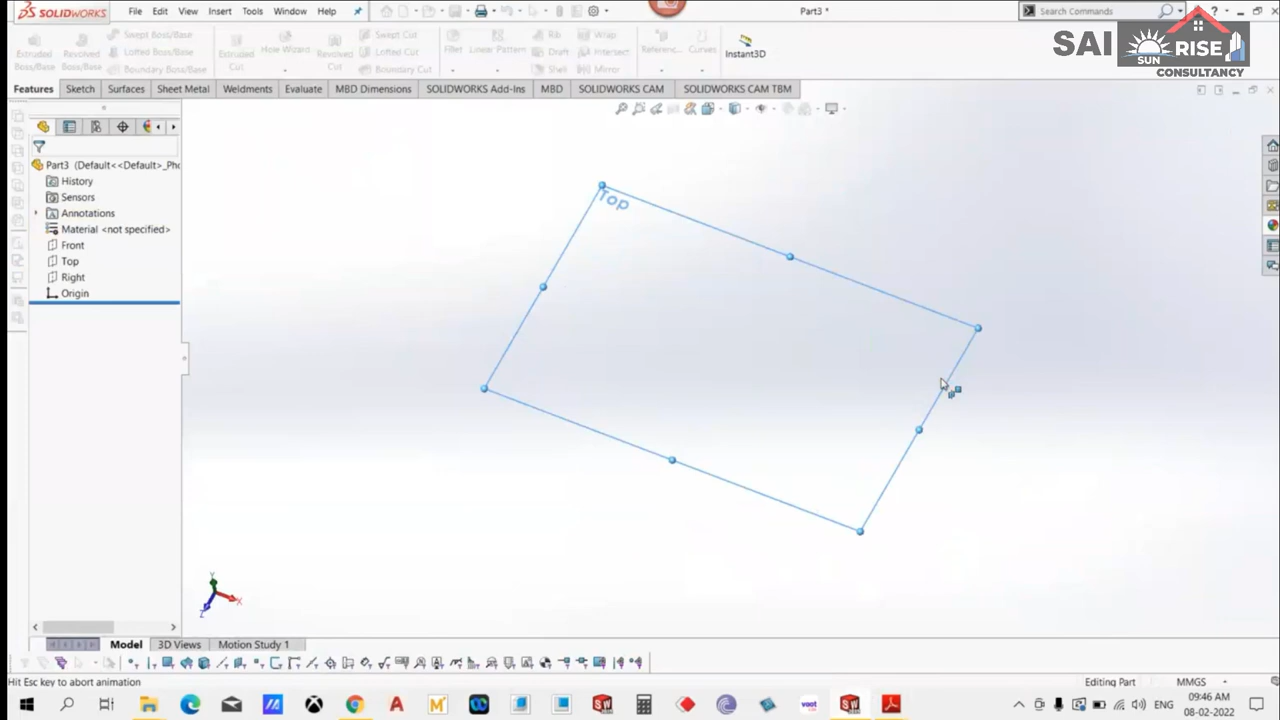 SOLIDWORKS File Edit View Insert Tools Window Help Part3 * Search Commands ?
SAI SUN RISE CONSULTANCY
Extruded Boss/Base Revolved Boss/Base Swept Boss/Base Lofted Boss/Base Boundary Boss/Base Extruded Cut Hole Wizard Revolved Cut Swept Cut Lofted Cut Boundary Cut Fillet Linear Pattern Rib Draft Shell Wrap Intersect Mirror Referenc... Curves Instant3D
Features Sketch Surfaces Sheet Metal Weldments Evaluate MBD Dimensions SOLIDWORKS Add-Ins MBD SOLIDWORKS CAM SOLIDWORKS CAM TBM
Part3 (Default<<Default>_Pho
History
Sensors
Annotations
Material <not specified>
Front
Top
Right
Origin
Top
Y
X
Z
Model 3D Views Motion Study 1
Hit Esc key to abort animation Editing Part MMGS
ENG 09:46 AM
08-02-2022